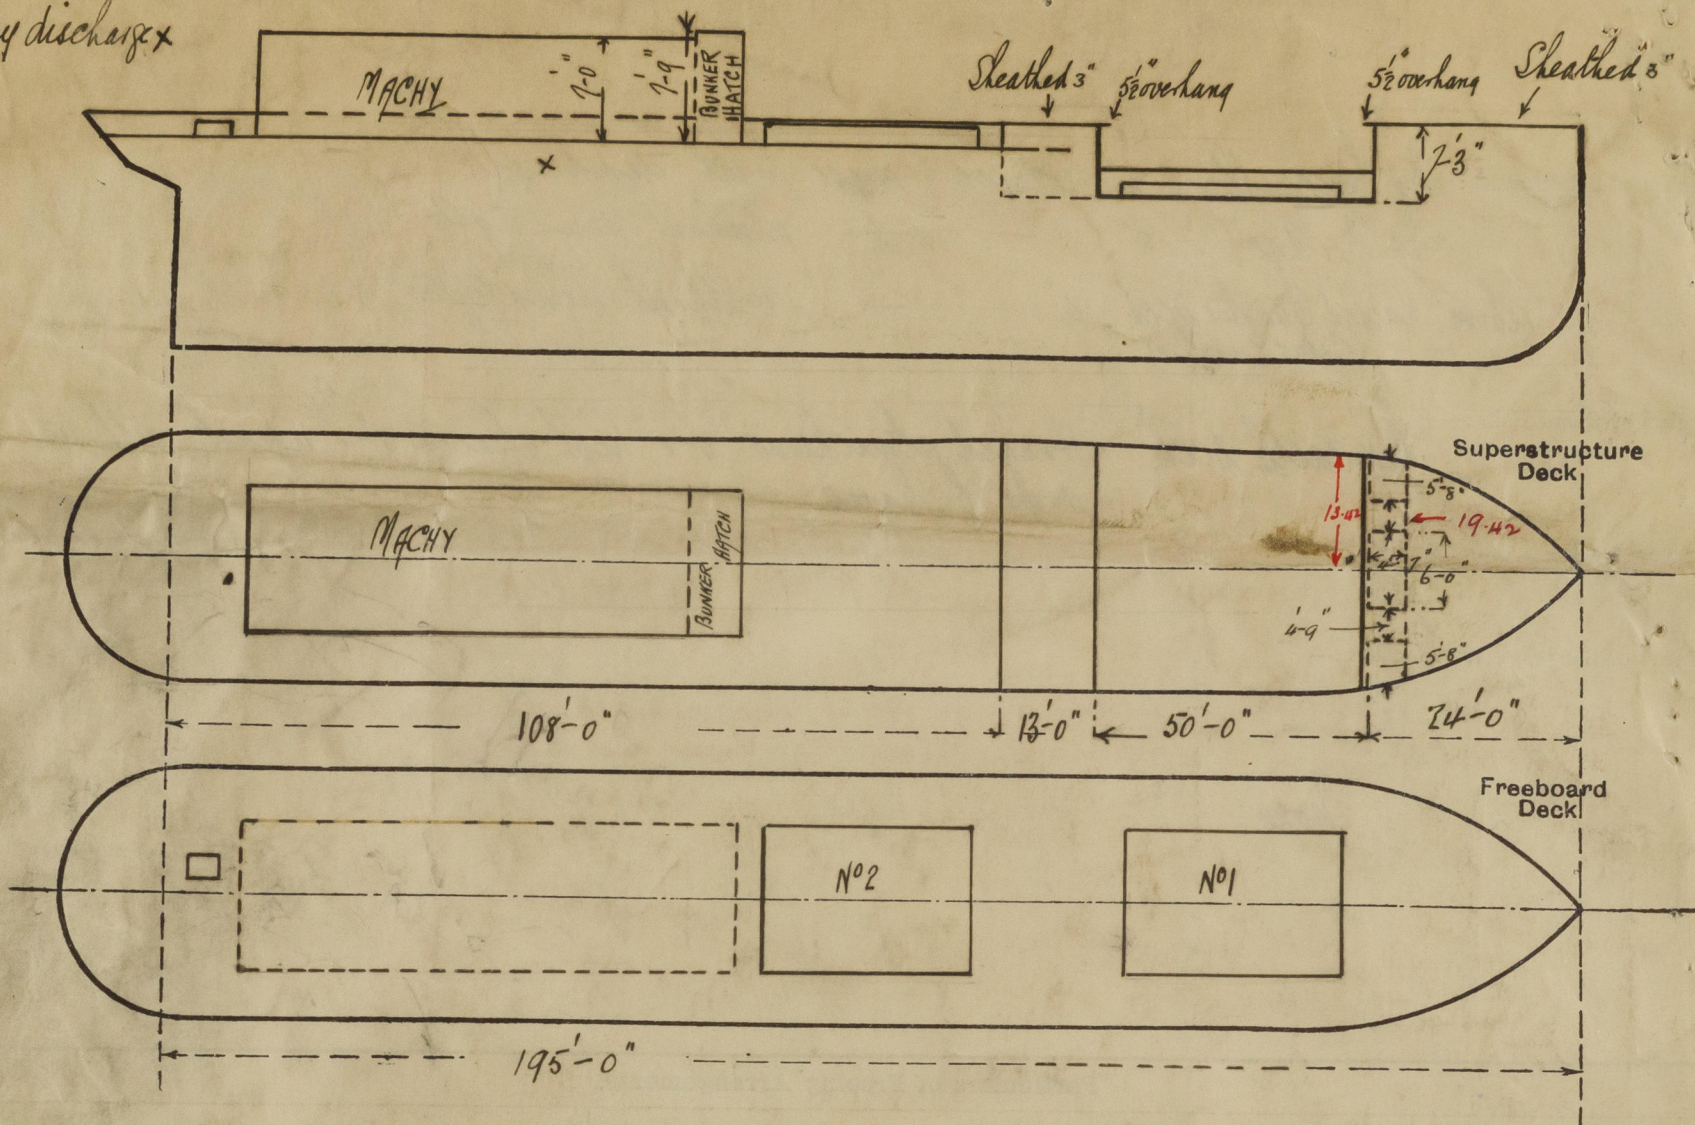 y discharge x
Sheathed 3"
5½" overhang
5½" overhang
Sheathed 3"
MACHY
7'-0"
7'-9"
BUNKER
HATCH
7'-3"
x
Superstructure
Deck
5'-8"
13.42
19.42
MACHY
BUNKER HATCH
6'-0"
4'-9"
5'-8"
108'-0"
13'-0"
50'-0"
24'-0"
Freeboard
Deck
Nº2
Nº1
195'-0"